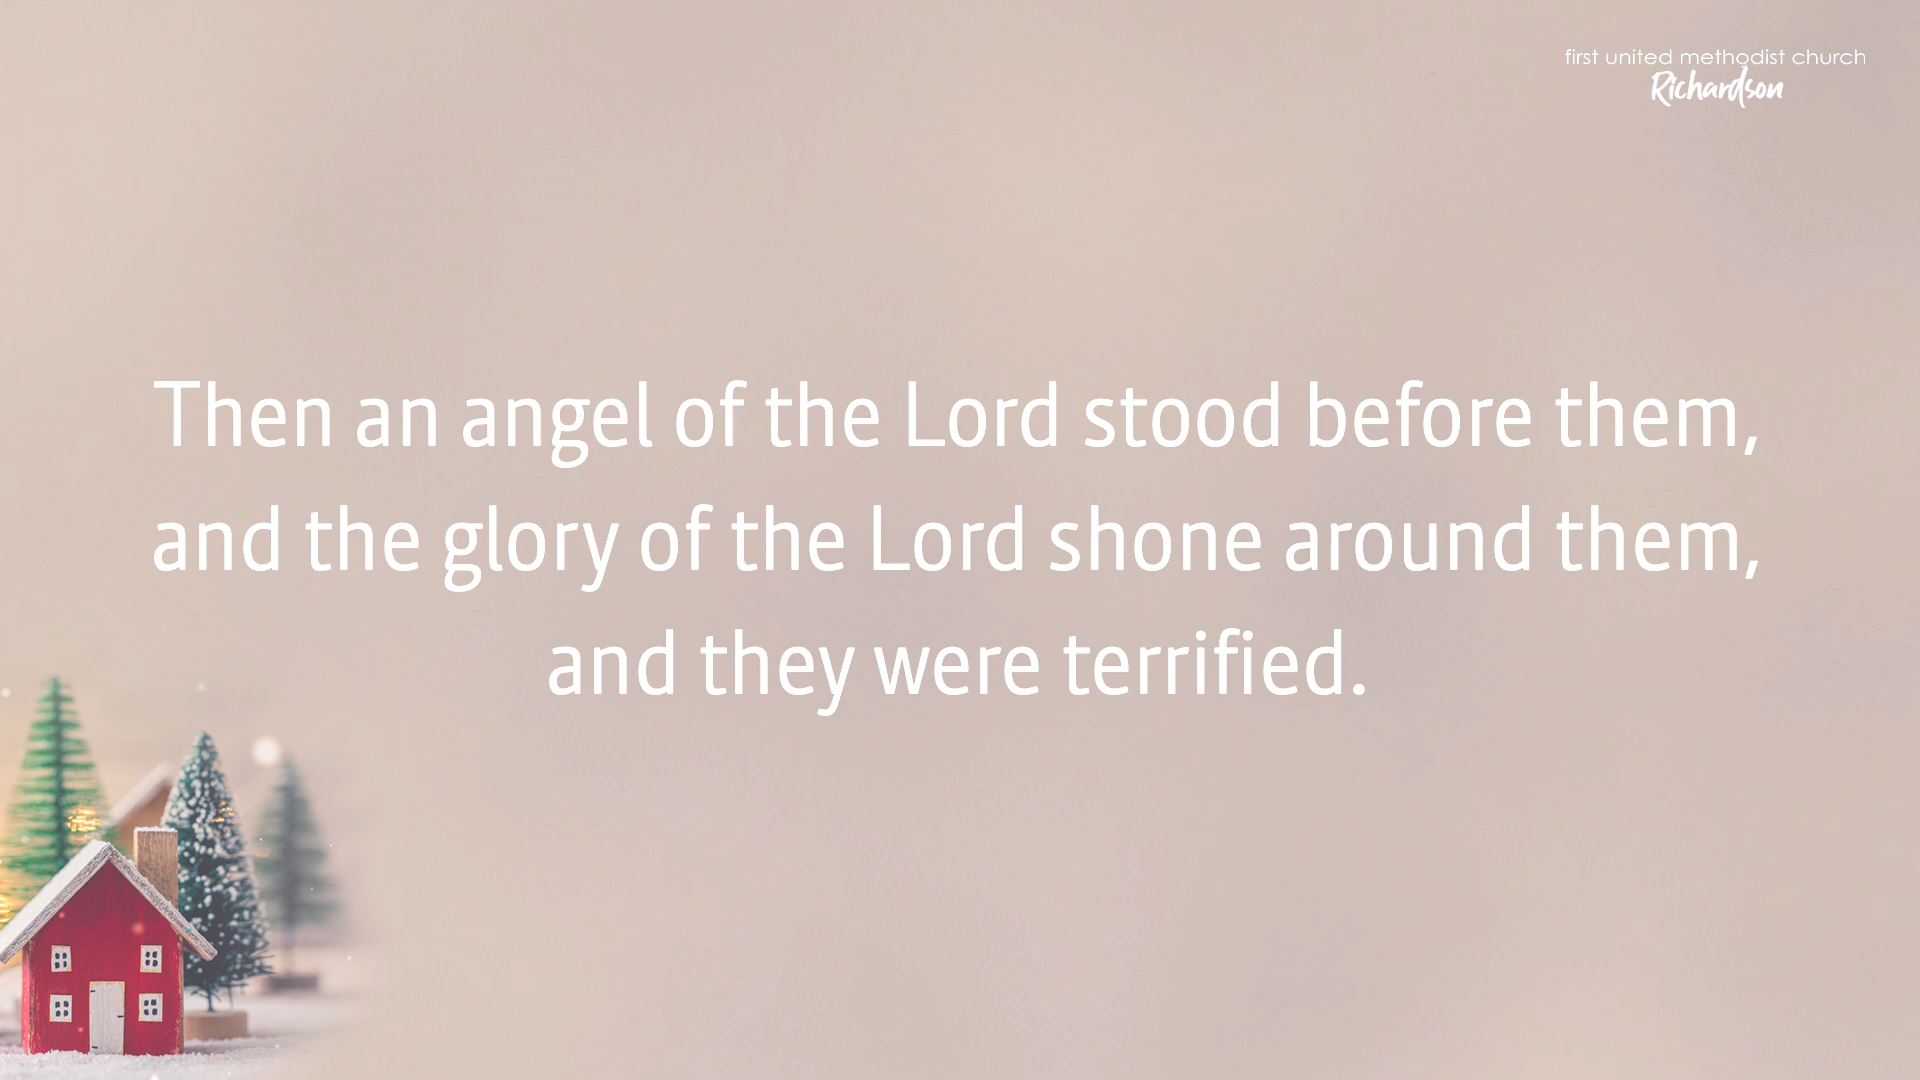 first united methodist church
Richardson
Then an angel of the Lord stood before them,
and the glory of the Lord shone around them,
and they were terrified.